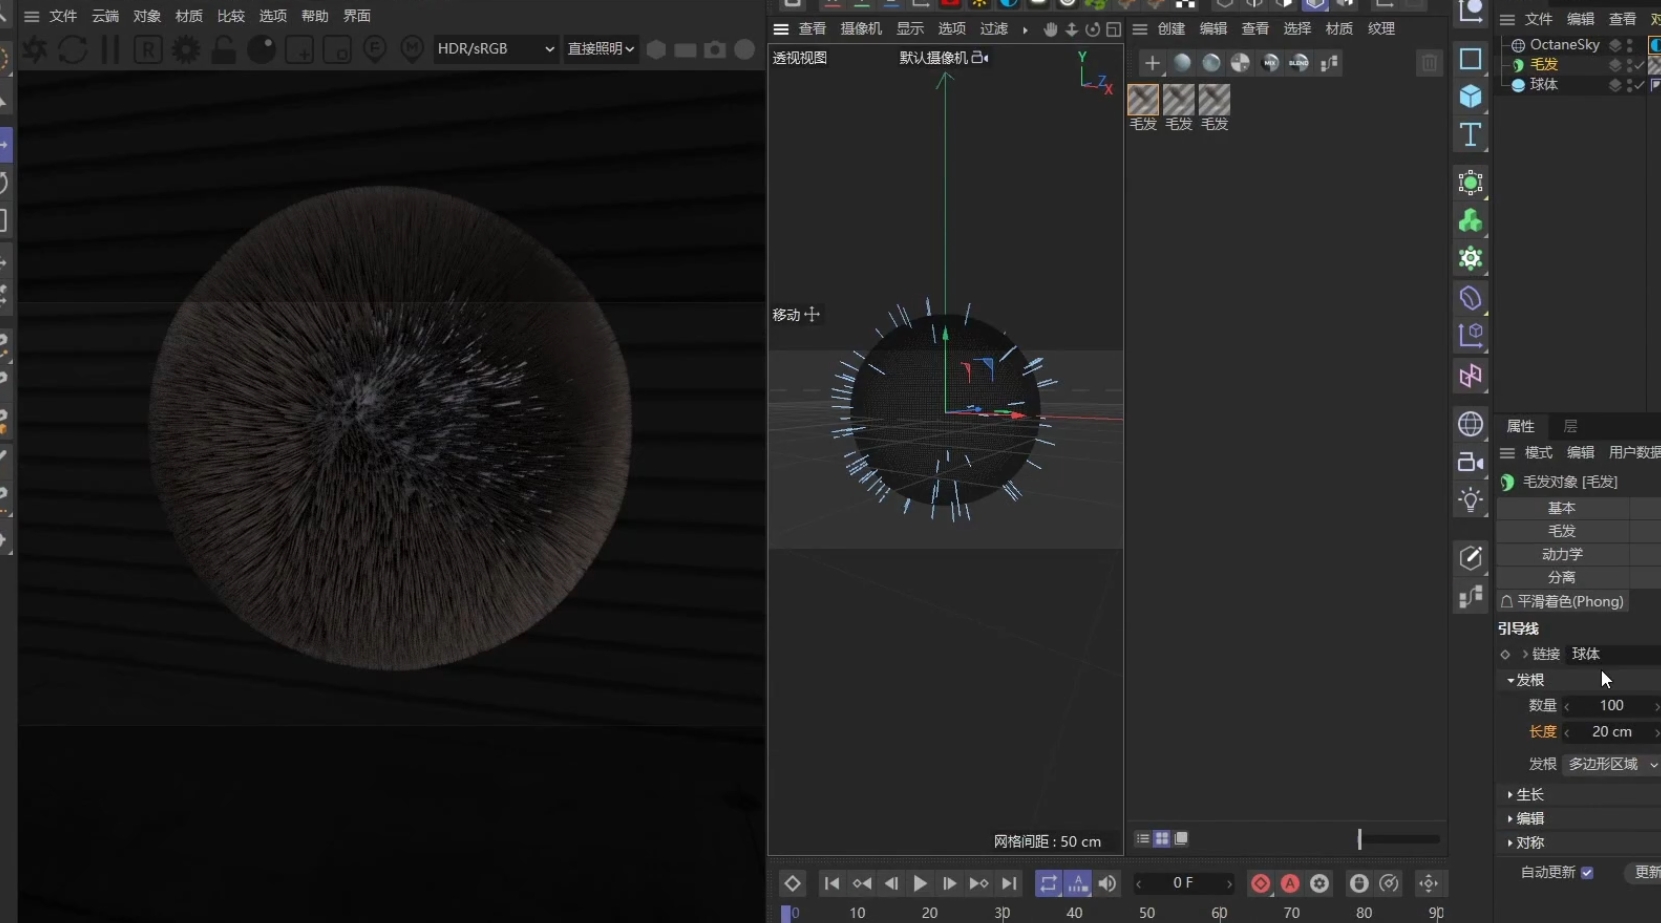 文件 云端 对象 材质 比较 选项 帮助 界面
HDR/sRGB 直接照明
R F M
查看 摄像机 显示 选项 过滤
透视视图 默认摄像机
Y
Z
X
移动
网格间距 : 50 cm
创建 编辑 查看 选择 材质 纹理
MIX BLEND
毛发 毛发 毛发
T
文件 编辑 查看
OctaneSky
毛发
球体
属性 层
模式 编辑 用户数据
毛发对象 [毛发]
基本
毛发
动力学
分离
平滑着色(Phong)
引导线
链接 球体
发根
数量 100
长度 20 cm
发根 多边形区域
生长
编辑
对称
自动更新 更新
A A 0 F
0 10 20 30 40 50 60 70 80 90